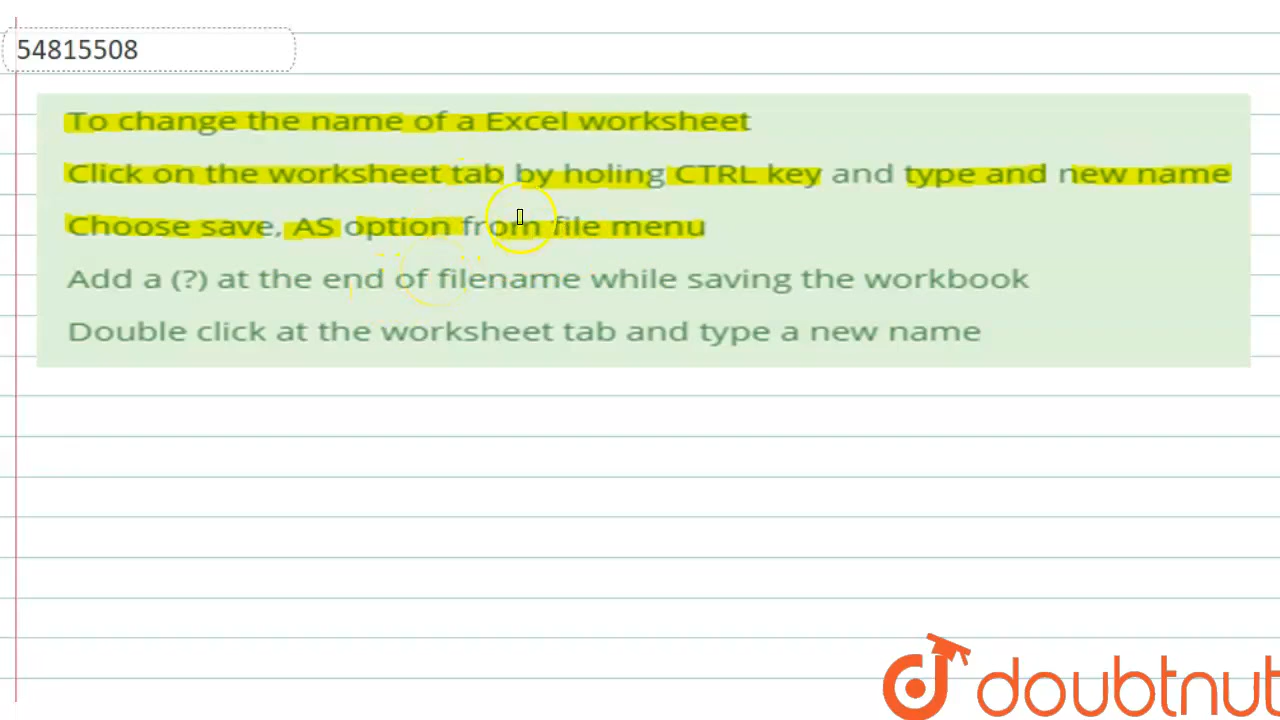 54815508
To change the name of a Excel worksheet
Click on the worksheet tab by holing CTRL key and type and new name
Choose save, AS option from file menu
Add a (?) at the end of filename while saving the workbook
Double click at the worksheet tab and type a new name
doubtnut